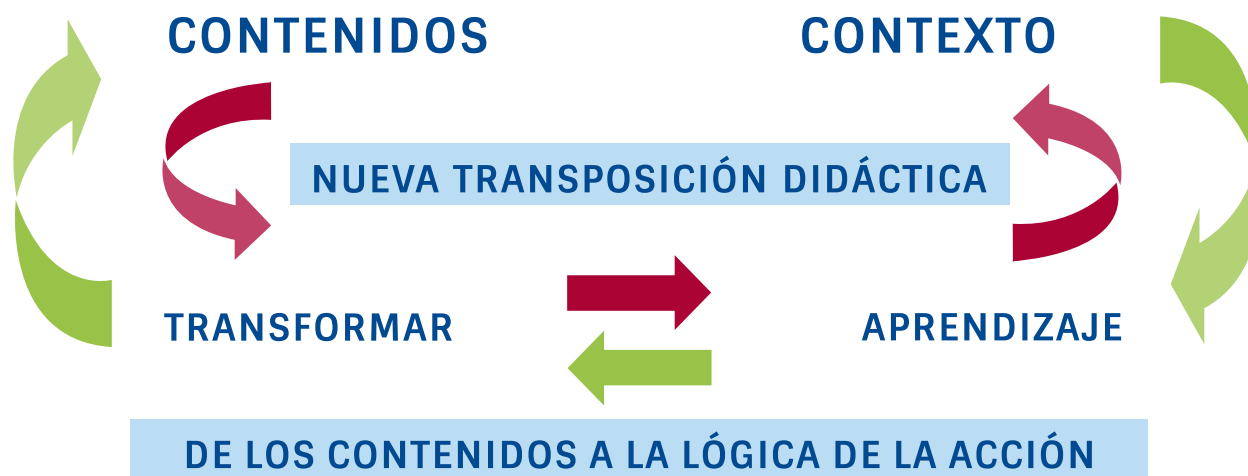 CONTENIDOS
CONTEXTO
NUEVA TRANSPOSICIÓN DIDÁCTICA
TRANSFORMAR
APRENDIZAJE
DE LOS CONTENIDOS A LA LÓGICA DE LA ACCIÓN